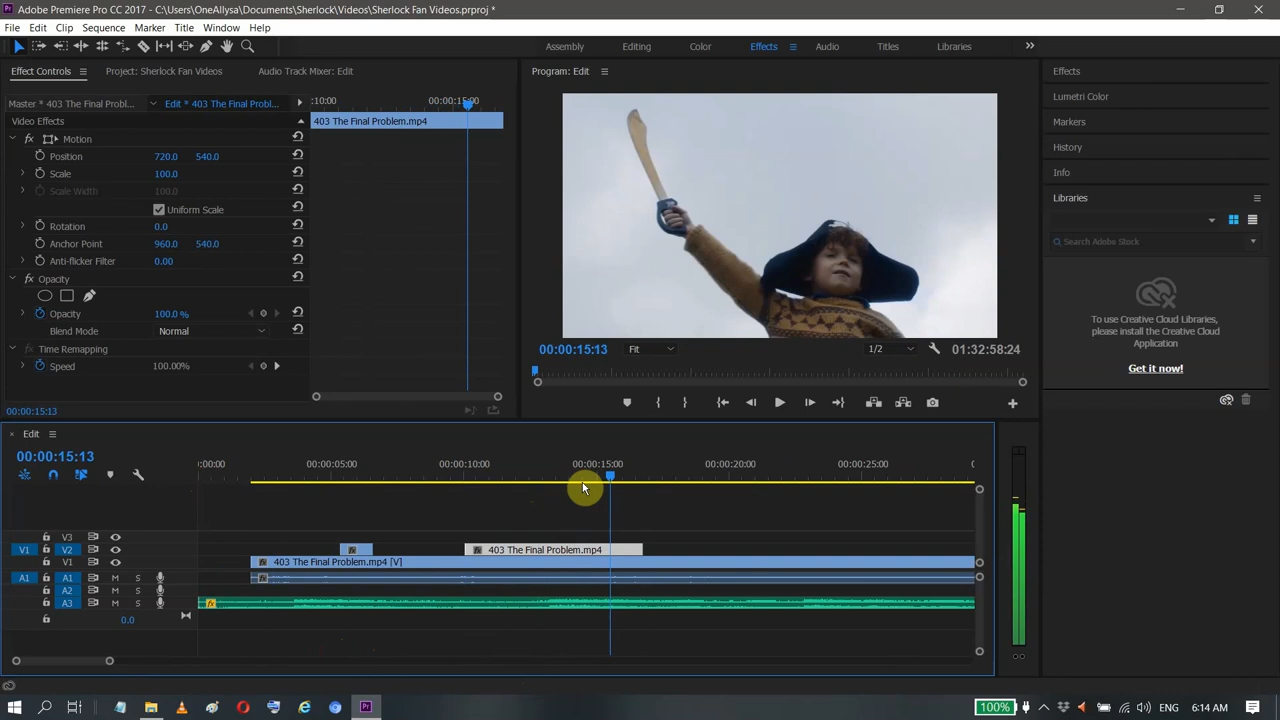 Adobe Premiere Pro CC 2017 - C:\Users\OneAllysa\Documents\Sherlock\Videos\Sherlock Fan Videos.prproj *
File Edit Clip Sequence Marker Title Window Help
Assembly Editing Color Effects Audio Titles Libraries
Effect Controls Project: Sherlock Fan Videos Audio Track Mixer: Edit
Master * 403 The Final Probl... Edit * 403 The Final Probl...
:10:00 00:00:15:00
Video Effects
403 The Final Problem.mp4
fx Motion
Position 720.0 540.0
Scale 100.0
Scale Width 100.0
Uniform Scale
Rotation 0.0
Anchor Point 960.0 540.0
Anti-flicker Filter 0.00
fx Opacity
Opacity 100.0 %
Blend Mode Normal
Time Remapping
Speed 100.00%
00:00:15:13
Program: Edit
00:00:15:13 Fit 1/2 01:32:58:24
Effects
Lumetri Color
Markers
History
Info
Libraries
Search Adobe Stock
To use Creative Cloud Libraries,
please install the Creative Cloud
Application
Get it now!
Edit
00:00:15:13
:00:00 00:00:05:00 00:00:10:00 00:00:15:00 00:00:20:00 00:00:25:00
V3
V1 V2 fx fx 403 The Final Problem.mp4
V1 fx 403 The Final Problem.mp4 [V]
A1 A1 M S
A2 M S
A3 M S fx
0.0
100% ENG 6:14 AM